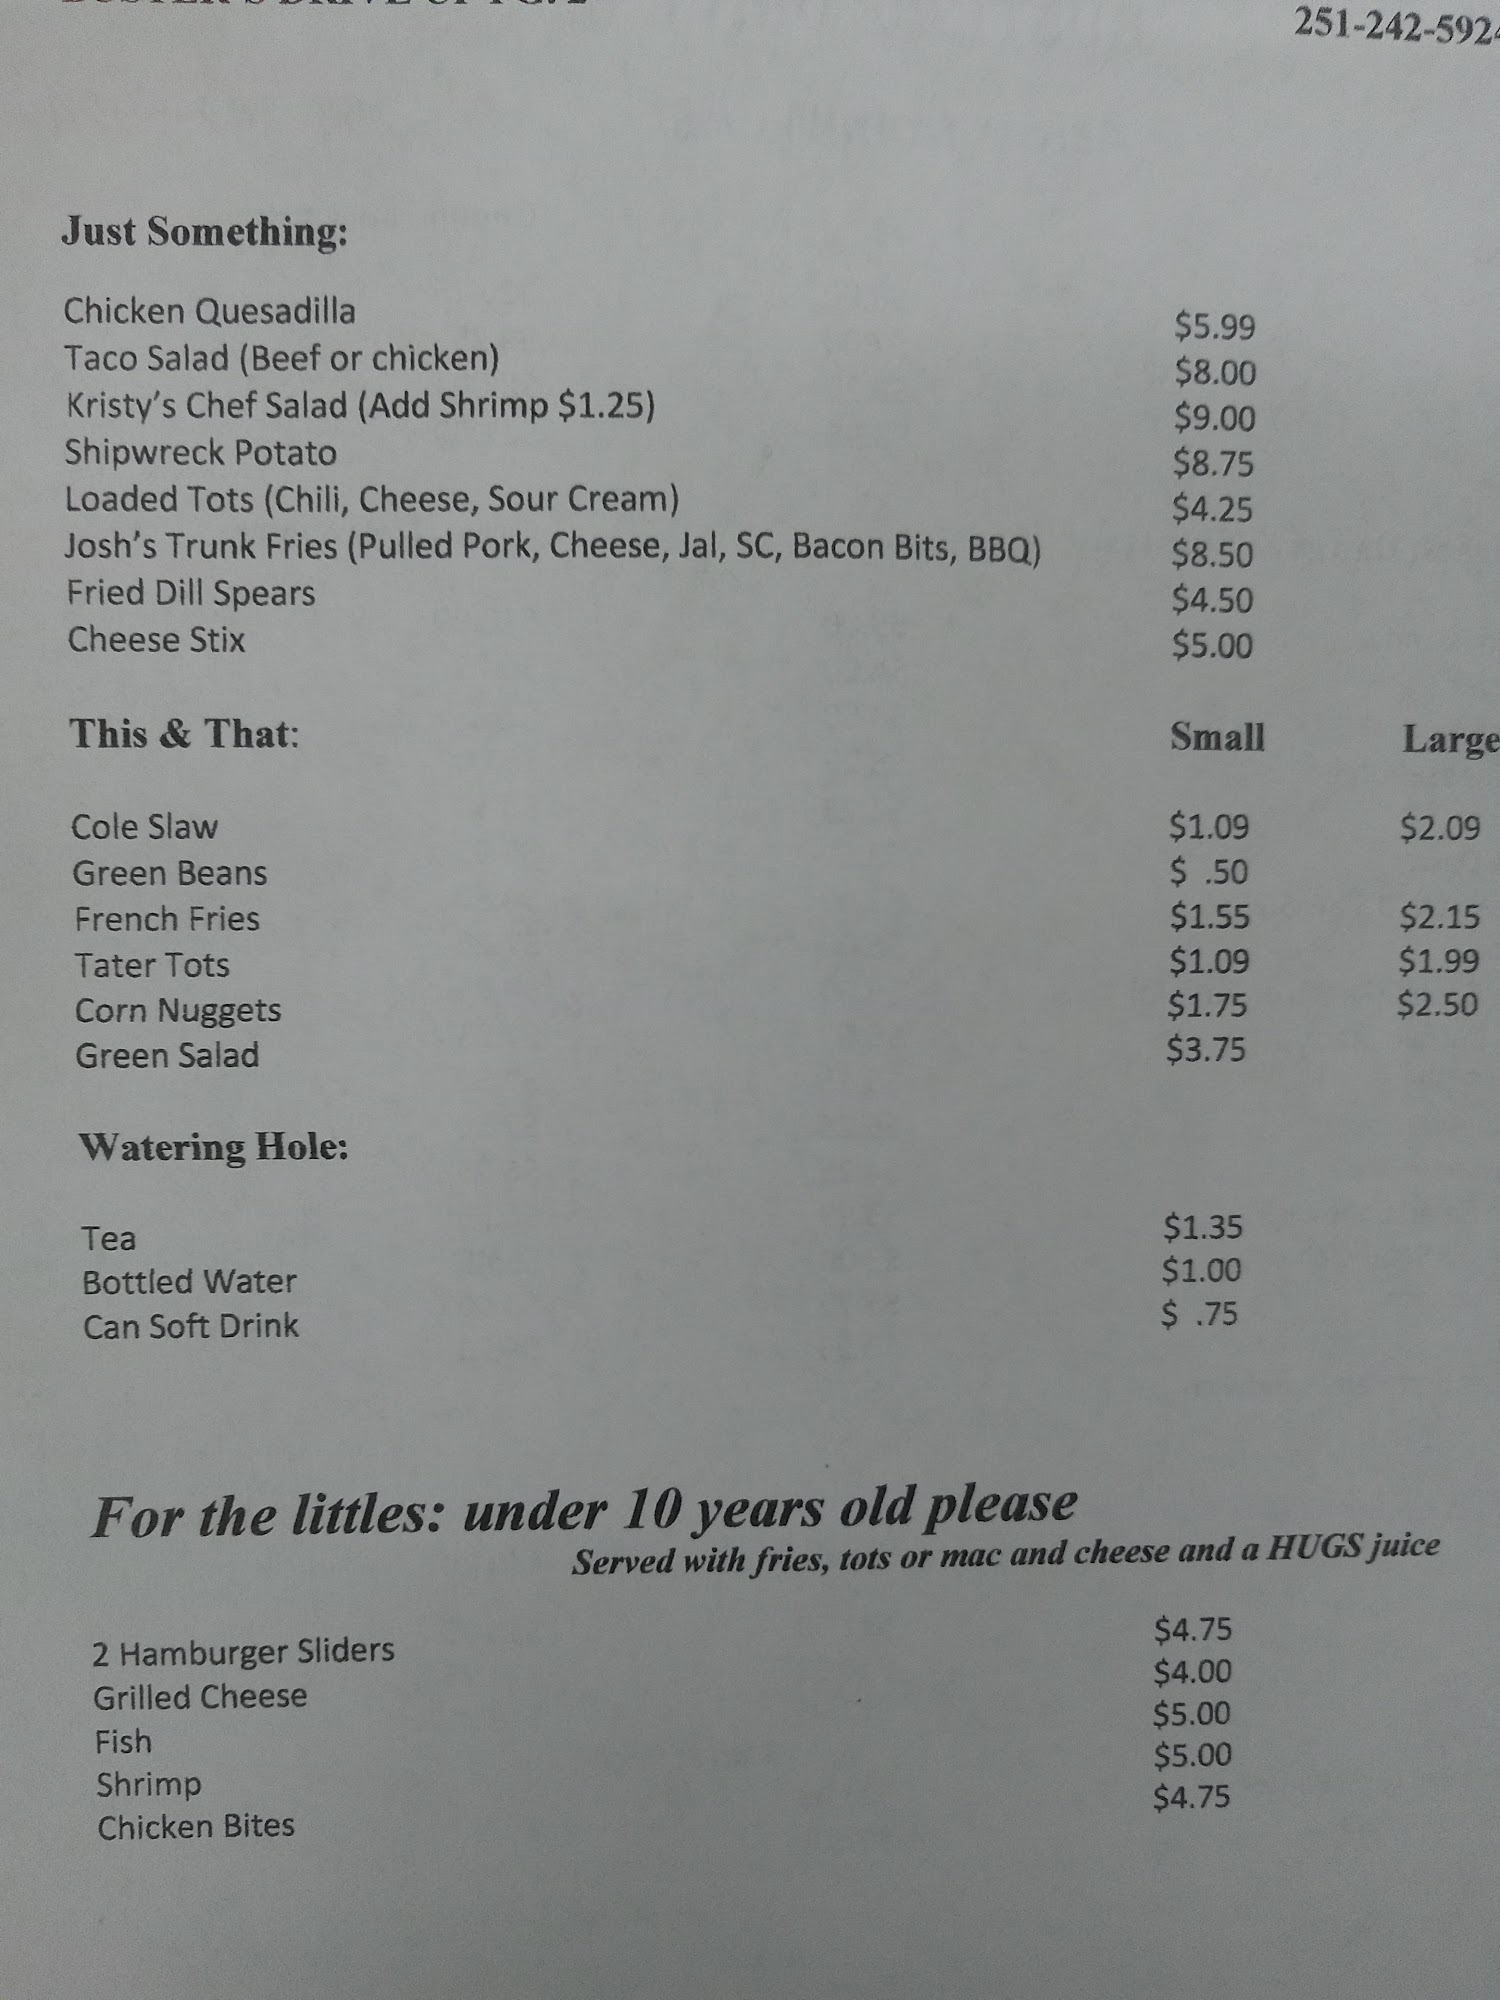 251-242-592
Just Something:
Chicken Quesadilla $5.99
Taco Salad (Beef or chicken) $8.00
Kristy's Chef Salad (Add Shrimp $1.25) $9.00
Shipwreck Potato $8.75
Loaded Tots (Chili, Cheese, Sour Cream) $4.25
Josh's Trunk Fries (Pulled Pork, Cheese, Jal, SC, Bacon Bits, BBQ) $8.50
Fried Dill Spears $4.50
Cheese Stix $5.00
This & That: Small Large
Cole Slaw $1.09 $2.09
Green Beans $ .50
French Fries $1.55 $2.15
Tater Tots $1.09 $1.99
Corn Nuggets $1.75 $2.50
Green Salad $3.75
Watering Hole:
Tea $1.35
Bottled Water $1.00
Can Soft Drink $ .75
For the littles: under 10 years old please
Served with fries, tots or mac and cheese and a HUGS juice
2 Hamburger Sliders $4.75
Grilled Cheese $4.00
Fish $5.00
Shrimp $5.00
Chicken Bites $4.75